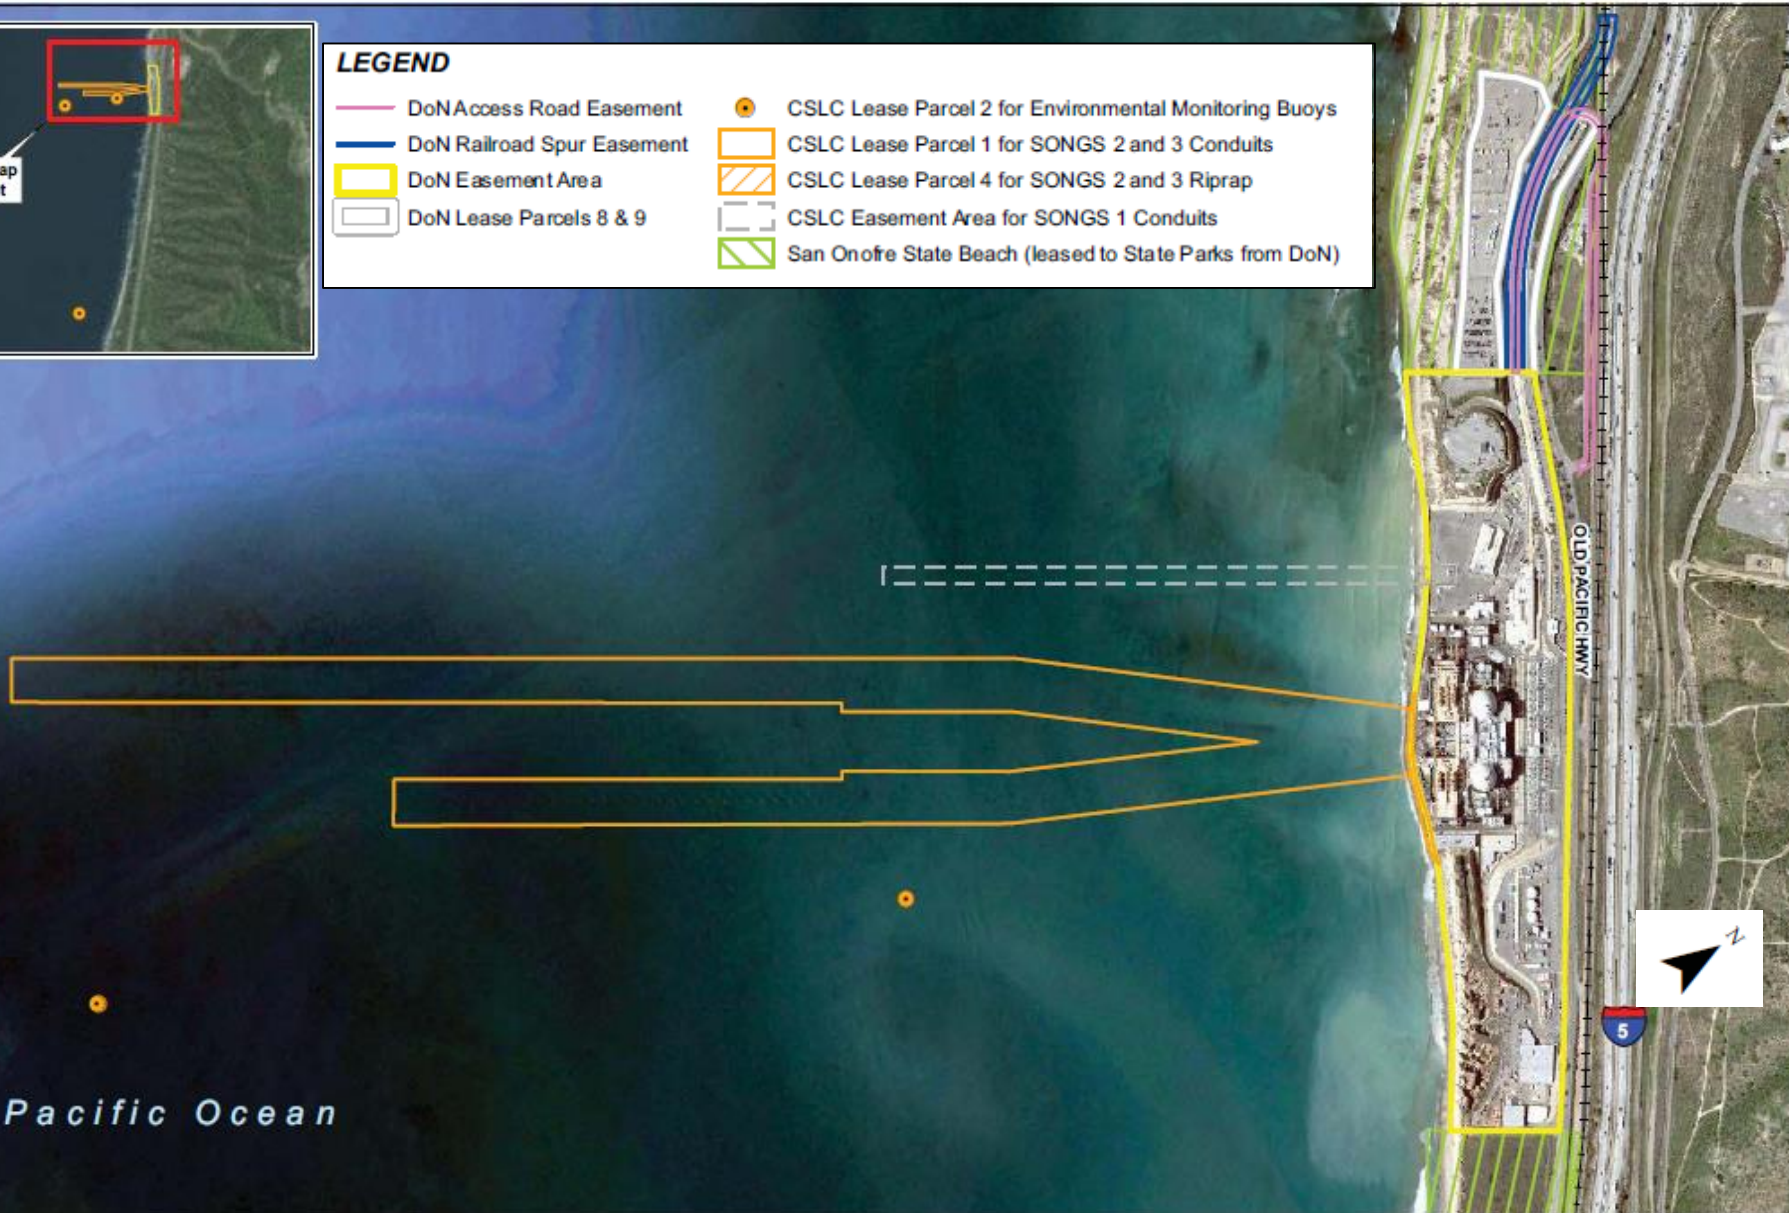 ap
t
LEGEND
DoN Access Road Easement
DoN Railroad Spur Easement
DoN Easement Area
DoN Lease Parcels 8 & 9
CSLC Lease Parcel 2 for Environmental Monitoring Buoys
CSLC Lease Parcel 1 for SONGS 2 and 3 Conduits
CSLC Lease Parcel 4 for SONGS 2 and 3 Riprap
CSLC Easement Area for SONGS 1 Conduits
San Onofre State Beach (leased to State Parks from DoN)
OLD PACIFIC HWY
N
5
Pacific Ocean